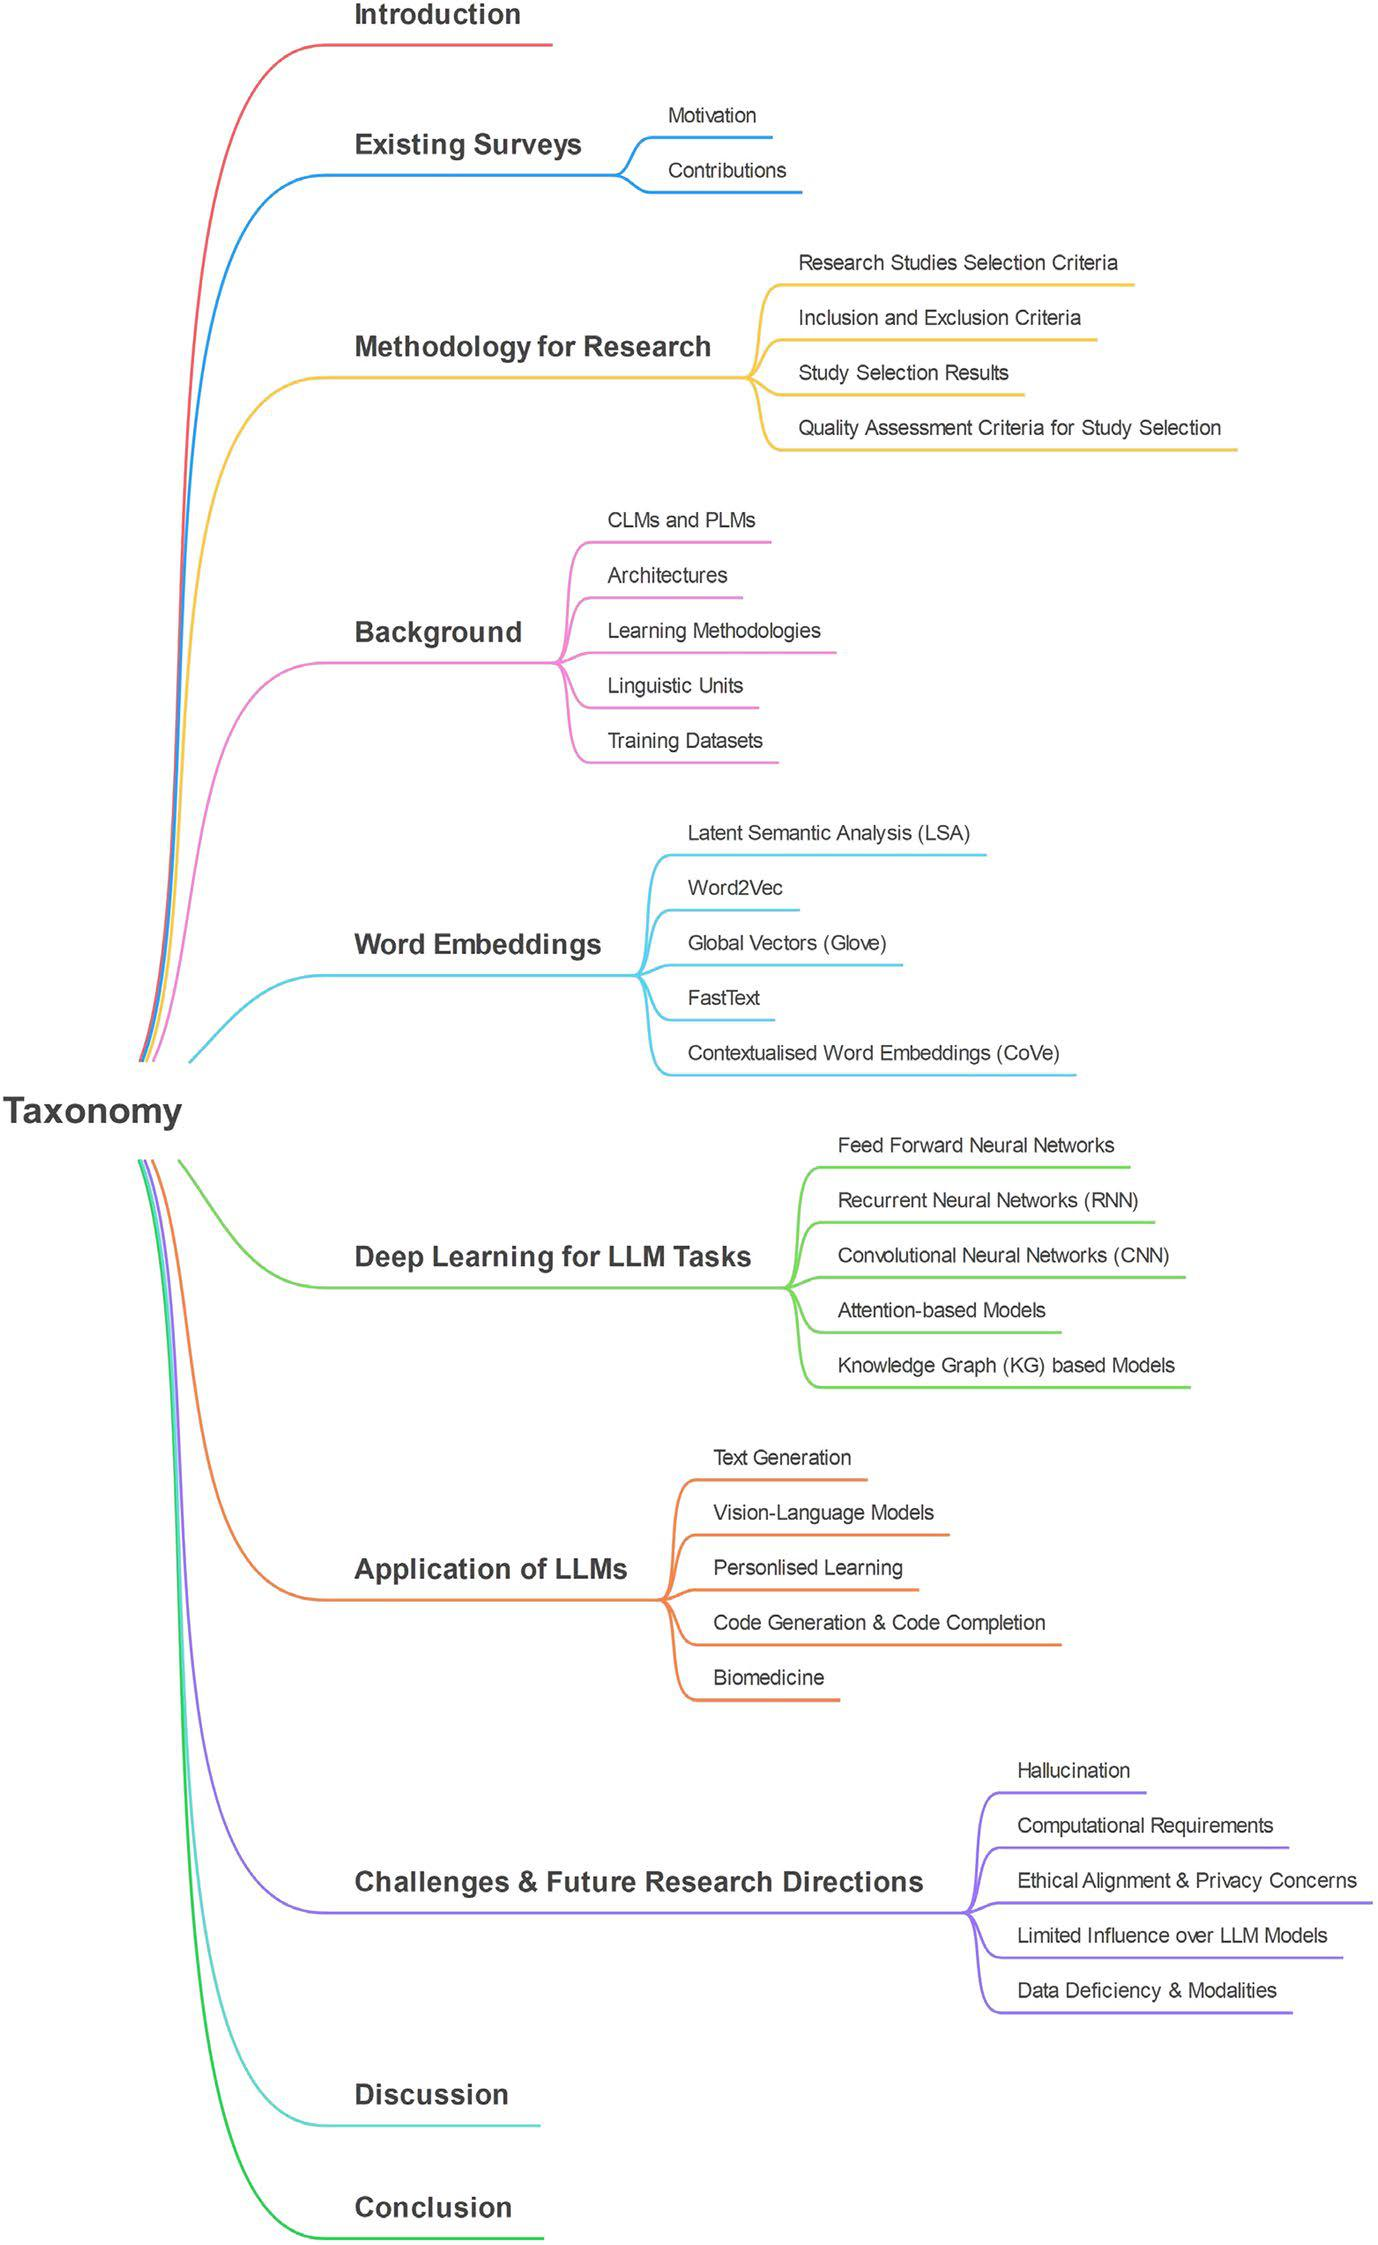 Introduction
Existing Surveys
Motivation
Contributions
Methodology for Research
Research Studies Selection Criteria
Inclusion and Exclusion Criteria
Study Selection Results
Quality Assessment Criteria for Study Selection
Background
CLMs and PLMs
Architectures
Learning Methodologies
Linguistic Units
Training Datasets
Word Embeddings
Latent Semantic Analysis (LSA)
Word2Vec
Global Vectors (Glove)
FastText
Contextualised Word Embeddings (CoVe)
Taxonomy
Deep Learning for LLM Tasks
Feed Forward Neural Networks
Recurrent Neural Networks (RNN)
Convolutional Neural Networks (CNN)
Attention-based Models
Knowledge Graph (KG) based Models
Application of LLMs
Text Generation
Vision-Language Models
Personlised Learning
Code Generation & Code Completion
Biomedicine
Challenges & Future Research Directions
Hallucination
Computational Requirements
Ethical Alignment & Privacy Concerns
Limited Influence over LLM Models
Data Deficiency & Modalities
Discussion
Conclusion